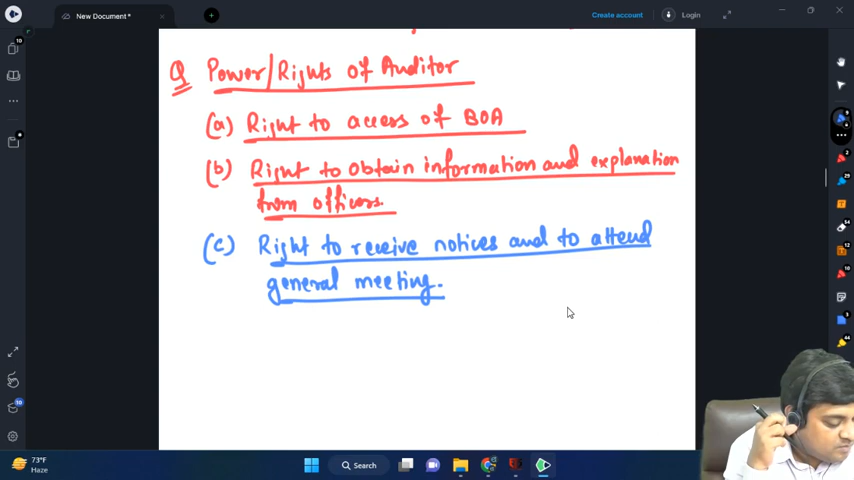 New Document*
Create account
Login
Q Power/Rights of Auditor
(a) Right to access of BOA
(b) Right to obtain information and explanation
from officers.
(c) Right to receive notices and to attend
general meeting.
73°F
Haze
Search